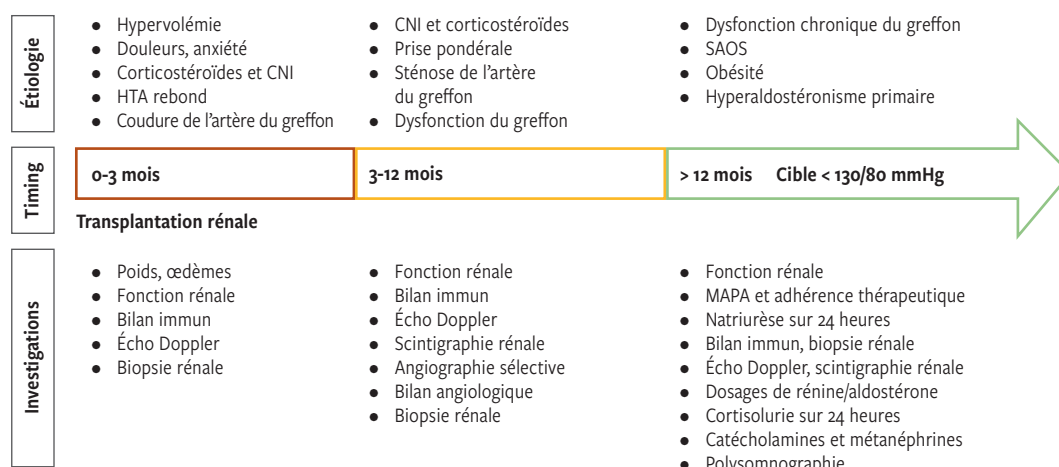 Étiologie
● Hypervolémie
● Douleurs, anxiété
● Corticostéroïdes et CNI
● HTA rebond
● Coudure de l'artère du greffon
● CNI et corticostéroïdes
● Prise pondérale
● Sténose de l'artère
du greffon
● Dysfonction du greffon
● Dysfonction chronique du greffon
● SAOS
● Obésité
● Hyperaldostéronisme primaire
Timing
0-3 mois
3-12 mois
> 12 mois Cible < 130/80 mmHg
Transplantation rénale
Investigations
● Poids, œdèmes
● Fonction rénale
● Bilan immun
● Écho Doppler
● Biopsie rénale
● Fonction rénale
● Bilan immun
● Écho Doppler
● Scintigraphie rénale
● Angiographie sélective
● Bilan angiologique
● Biopsie rénale
● Fonction rénale
● MAPA et adhérence thérapeutique
● Natriurèse sur 24 heures
● Bilan immun, biopsie rénale
● Écho Doppler, scintigraphie rénale
● Dosages de rénine/aldostérone
● Cortisolurie sur 24 heures
● Catécholamines et métanéphrines
● Polysomnographie